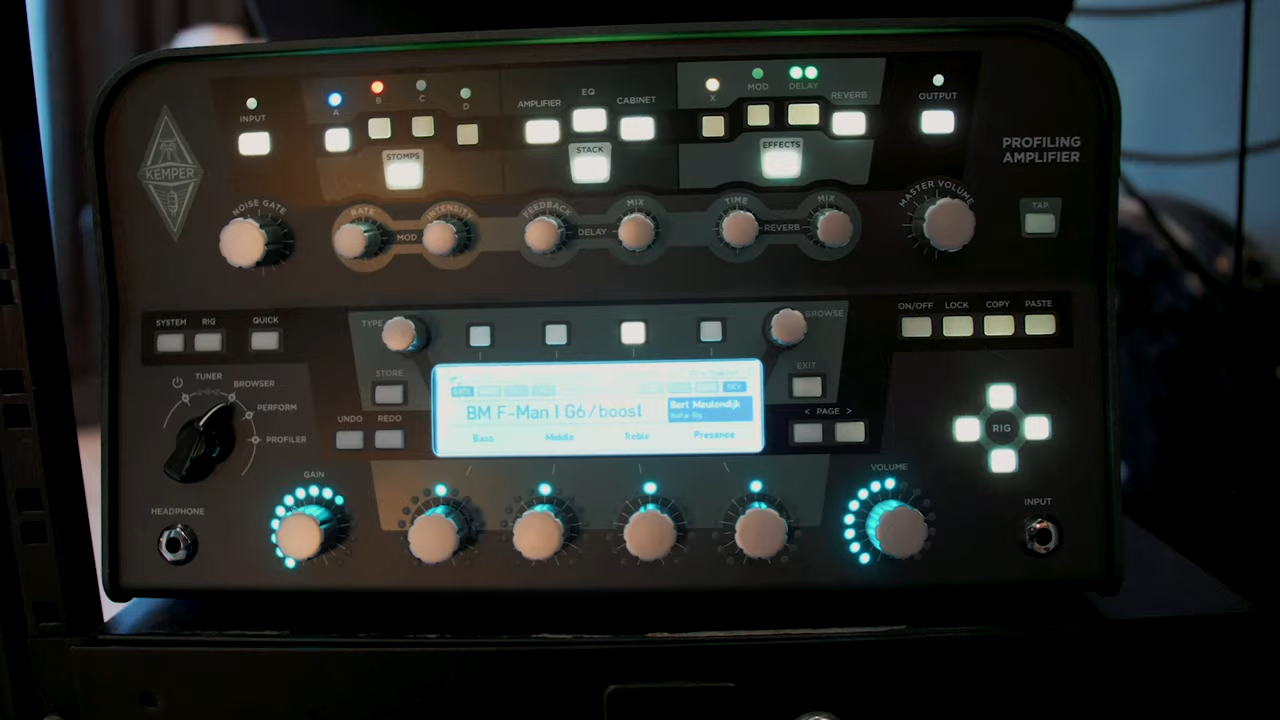 KEMPER
INPUT
A
B
C
D
STOMPS
AMPLIFIER
EQ
CABINET
STACK
X
MOD
DELAY
REVERB
EFFECTS
OUTPUT
PROFILING
AMPLIFIER
NOISE GATE
RATE
MOD
INTENSITY
FEEDBACK
DELAY
MIX
TIME
REVERB
MIX
MASTER VOLUME
TAP
SYSTEM
RIG
QUICK
TYPE
BROWSE
ON/OFF
LOCK
COPY
PASTE
STORE
EXIT
UNDO
REDO
< PAGE >
TUNER
BROWSER
PERFORM
PROFILER
BM F-Man I G6/boost
Bert Meulendijk
Bass
Middle
Treble
Presence
RIG
GAIN
VOLUME
HEADPHONE
INPUT